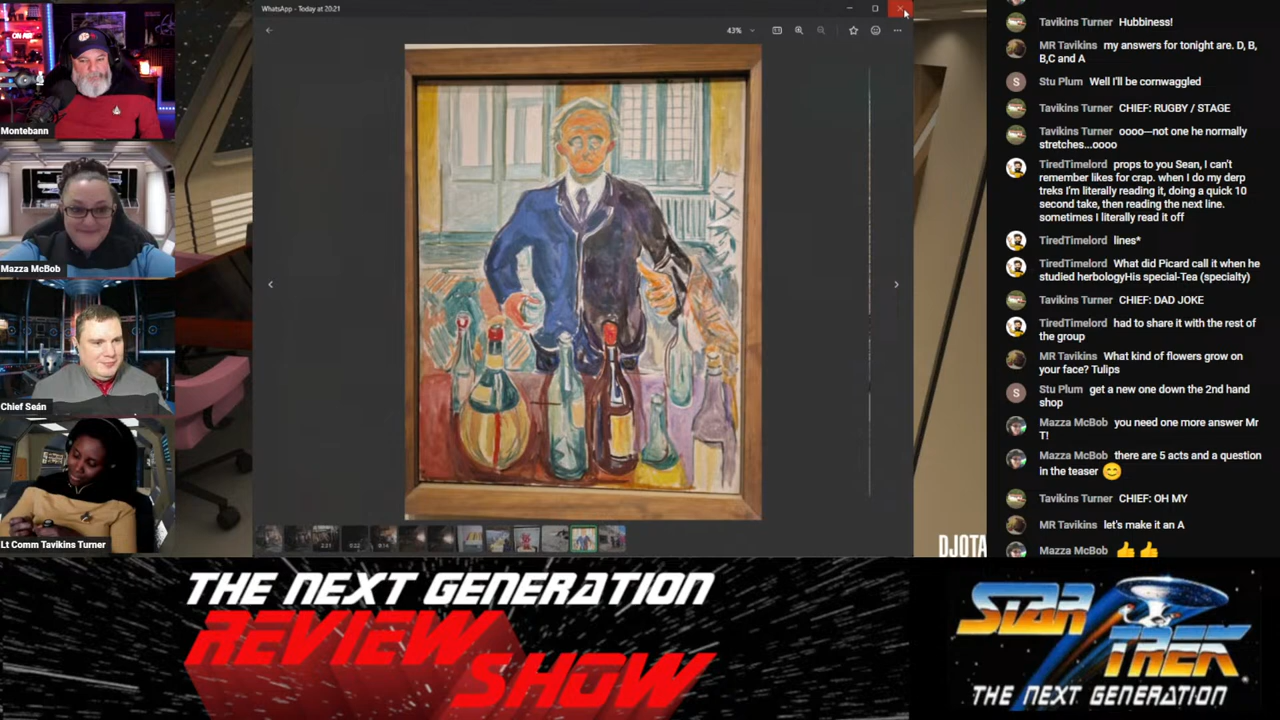 WhatsApp - Today at 20:21
43%
ON AIR
Montebann
Mazza McBob
Chief Seán
Lt Comm Tavikins Turner
Tavikins Turner Hubbiness!
MR Tavikins my answers for tonight are. D, B,
B,C and A
S
Stu Plum Well I'll be cornwaggled
Tavikins Turner CHIEF: RUGBY / STAGE
Tavikins Turner oooo—not one he normally
stretches...oooo
TiredTimelord props to you Sean, I can't
remember likes for crap. when I do my derp
treks I'm literally reading it, doing a quick 10
second take, then reading the next line.
sometimes I literally read it off
TiredTimelord lines*
TiredTimelord What did Picard call it when he
studied herbologyHis special-Tea (specialty)
Tavikins Turner CHIEF: DAD JOKE
TiredTimelord had to share it with the rest of
the group
MR Tavikins What kind of flowers grow on
your face? Tulips
S
Stu Plum get a new one down the 2nd hand
shop
Mazza McBob you need one more answer Mr
T!
Mazza McBob there are 5 acts and a question
in the teaser 😊
Tavikins Turner CHIEF: OH MY
MR Tavikins let's make it an A
Mazza McBob 👍👍
DJOTA
THE NEXT GENERATION
REVIEW
SHOW
STAR
TREK
THE NEXT GENERATION